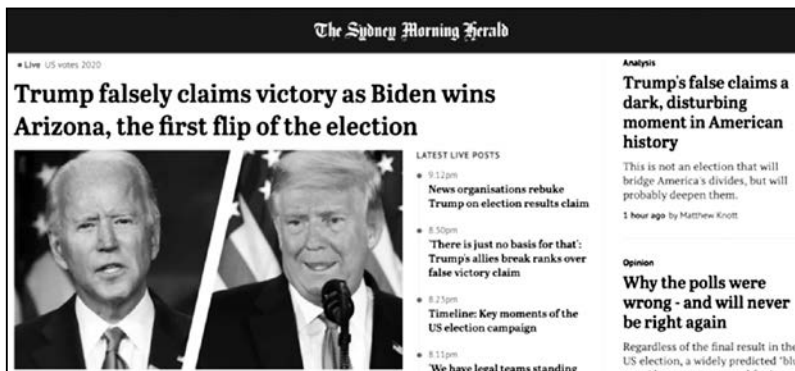 The Sydney Morning Herald
Live US votes 2020
Trump falsely claims victory as Biden wins
Arizona, the first flip of the election
LATEST LIVE POSTS
9:12pm
News organisations rebuke
Trump on election results claim
8.50pm
'There is just no basis for that':
Trump's allies break ranks over
false victory claim
8.25pm
Timeline: Key moments of the
US election campaign
8.11pm
'We have legal teams standing
Analysis
Trump's false claims a
dark, disturbing
moment in American
history
This is not an election that will
bridge America's divides, but will
probably deepen them.
1 hour ago by Matthew Knott
Opinion
Why the polls were
wrong - and will never
be right again
Regardless of the final result in the
US election, a widely predicted